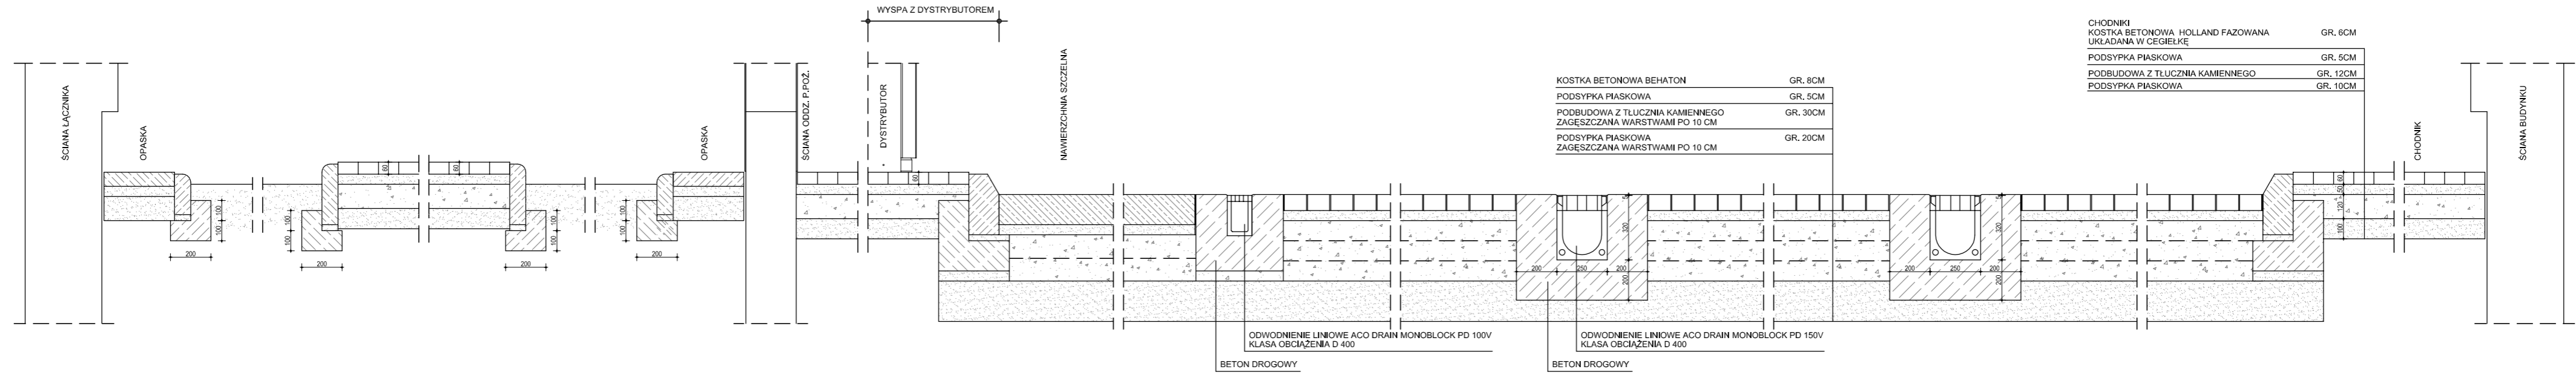 WYSPA Z DYSTRYBUTOREM
ŚCIANA ŁĄCZNIKA
OPASKA
OPASKA
ŚCIANA ODDZ. P.POŻ.
DYSTRYBUTOR
NAWIERZCHNIA SZCZELNA
KOSTKA BETONOWA BEHATON GR. 8CM
PODSYPKA PIASKOWA GR. 5CM
PODBUDOWA Z TŁUCZNIA KAMIENNEGO GR. 30CM
ZAGĘSZCZANA WARSTWAMI PO 10 CM
PODSYPKA PIASKOWA GR. 20CM
ZAGĘSZCZANA WARSTWAMI PO 10 CM
CHODNIKI
KOSTKA BETONOWA HOLLAND FAZOWANA GR. 6CM
UKŁADANA W CEGIEŁKĘ
PODSYPKA PIASKOWA GR. 5CM
PODBUDOWA Z TŁUCZNIA KAMIENNEGO GR. 12CM
PODSYPKA PIASKOWA GR. 10CM
CHODNIK
ŚCIANA BUDYNKU
100
100
200
100
100
200
60
60
100
100
200
100
100
200
60
320
200 250 200
200
320
200 250 200
200
60
50
120
100
ODWODNIENIE LINIOWE ACO DRAIN MONOBLOCK PD 100V
KLASA OBCIĄŻENIA D 400
BETON DROGOWY
ODWODNIENIE LINIOWE ACO DRAIN MONOBLOCK PD 150V
KLASA OBCIĄŻENIA D 400
BETON DROGOWY